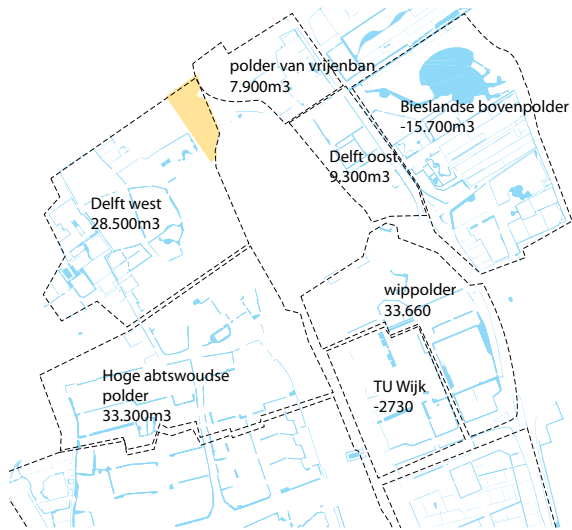 polder van vrijenban
7.900m3
Bieslandse bovenpolder
-15.700m3
Delft oost
9,300m3
Delft west
28.500m3
wippolder
33.660
Hoge abtswoudse
polder
33.300m3
TU Wijk
-2730